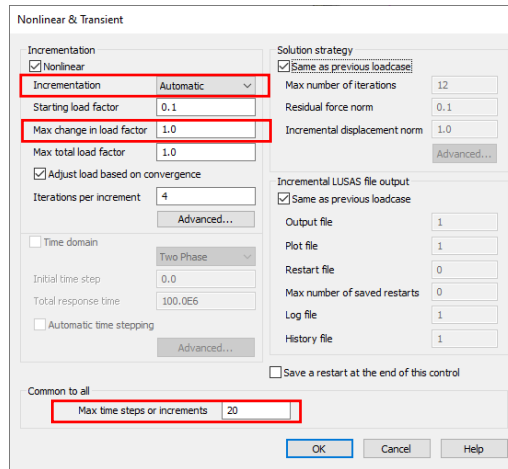 Nonlinear & Transient
Incrementation
Nonlinear
Incrementation Automatic
Starting load factor 0.1
Max change in load factor 1.0
Max total load factor 1.0
Adjust load based on convergence
Iterations per increment 4
Advanced...
Time domain
Two Phase
Initial time step 0.0
Total response time 100.0E6
Automatic time stepping
Advanced...
Common to all
Max time steps or increments 20
Solution strategy
Same as previous loadcase
Max number of iterations 12
Residual force norm 0.1
Incremental displacement norm 1.0
Advanced...
Incremental LUSAS file output
Same as previous loadcase
Output file 1
Plot file 1
Restart file 0
Max number of saved restarts 0
Log file 1
History file 1
Save a restart at the end of this control
OK Cancel Help